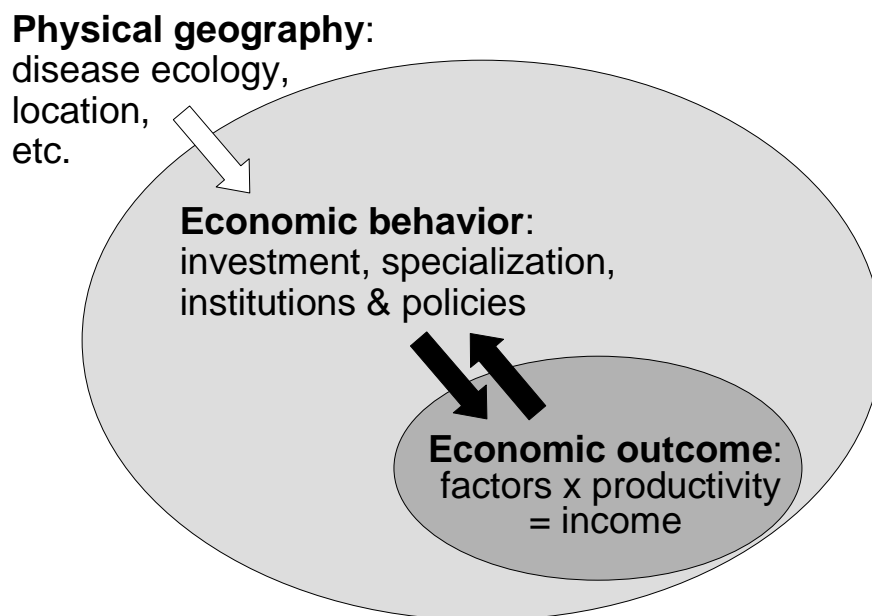 Physical geography:
disease ecology,
location,
etc.
Economic behavior:
investment, specialization,
institutions & policies
Economic outcome:
factors x productivity
= income